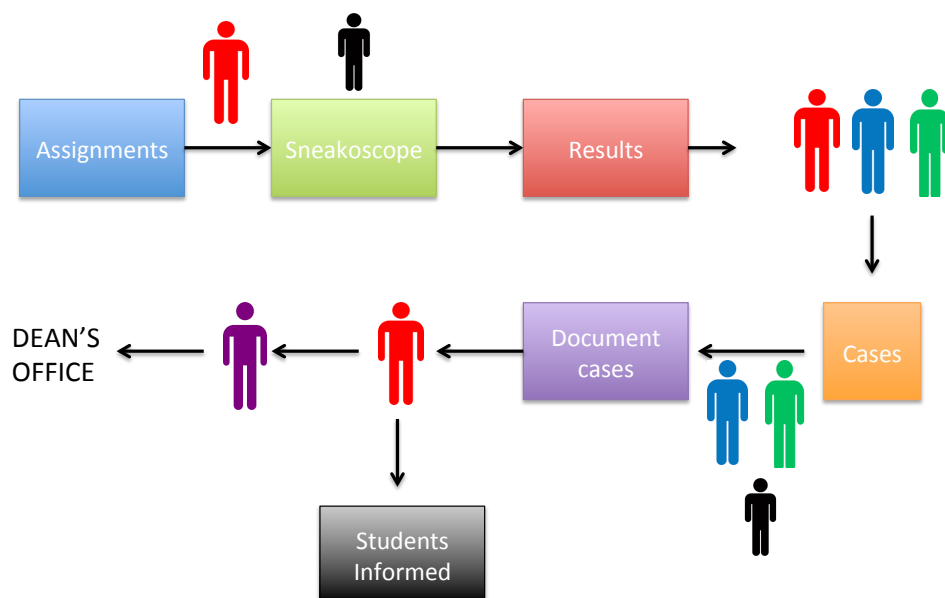 Assignments
Sneakoscope
Results
DEAN'S
OFFICE
Document
cases
Cases
Students
Informed